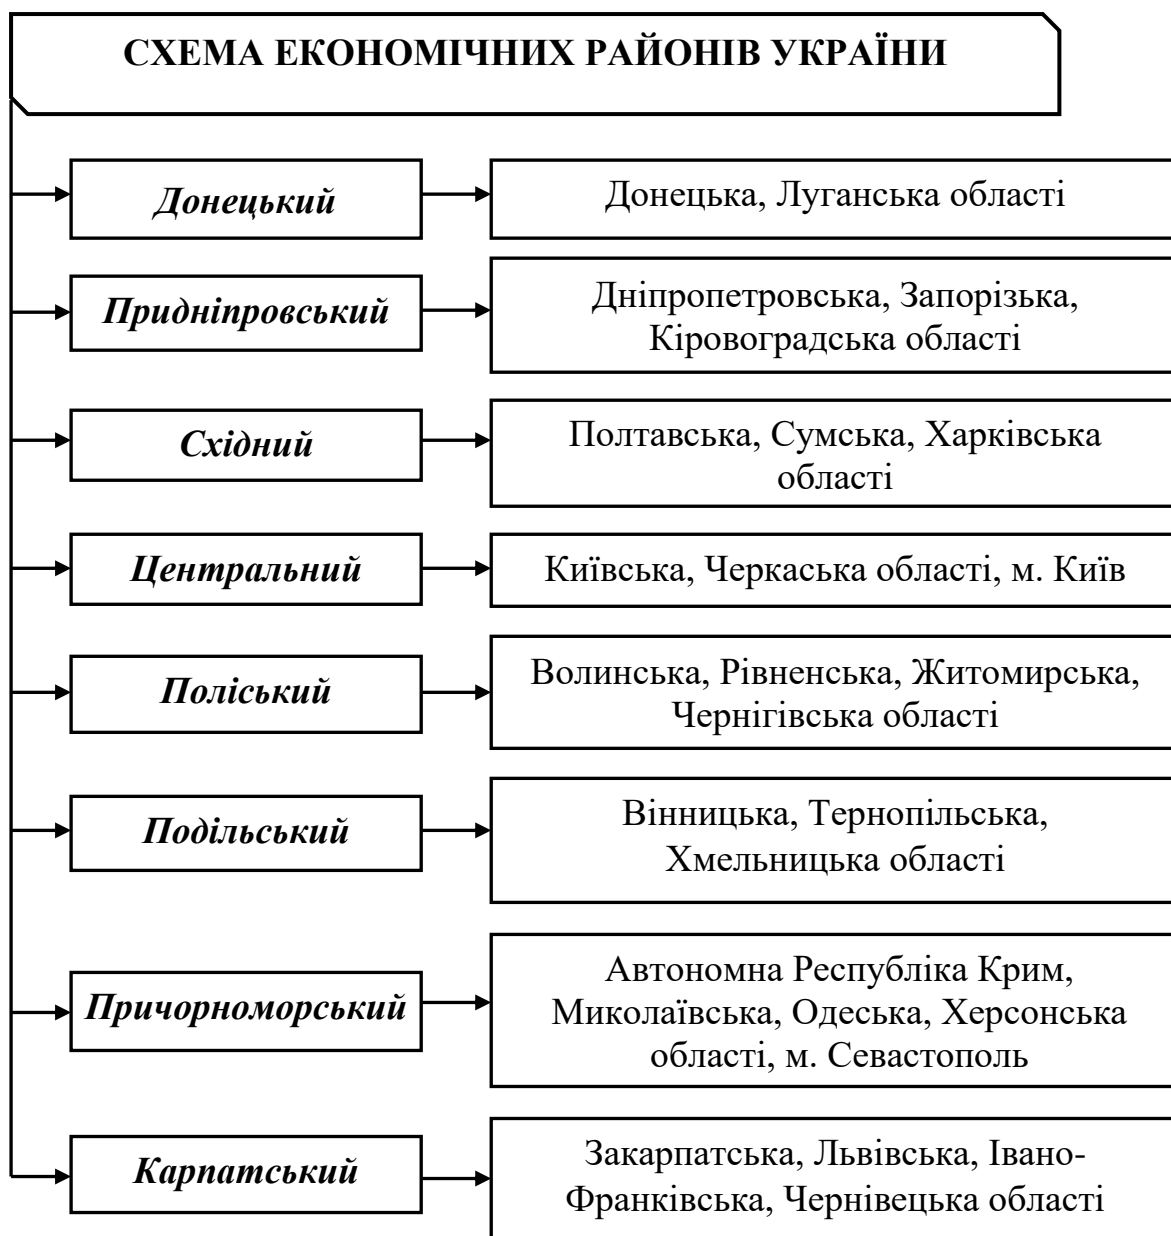 СХЕМА ЕКОНОМІЧНИХ РАЙОНІВ УКРАЇНИ
Донецький
Донецька, Луганська області
Придніпровський
Дніпропетровська, Запорізька,
Кіровоградська області
Східний
Полтавська, Сумська, Харківська
області
Центральний
Київська, Черкаська області, м. Київ
Поліський
Волинська, Рівненська, Житомирська,
Чернігівська області
Подільський
Вінницька, Тернопільська,
Хмельницька області
Причорноморський
Автономна Республіка Крим,
Миколаївська, Одеська, Херсонська
області, м. Севастополь
Карпатський
Закарпатська, Львівська, Івано-
Франківська, Чернівецька області